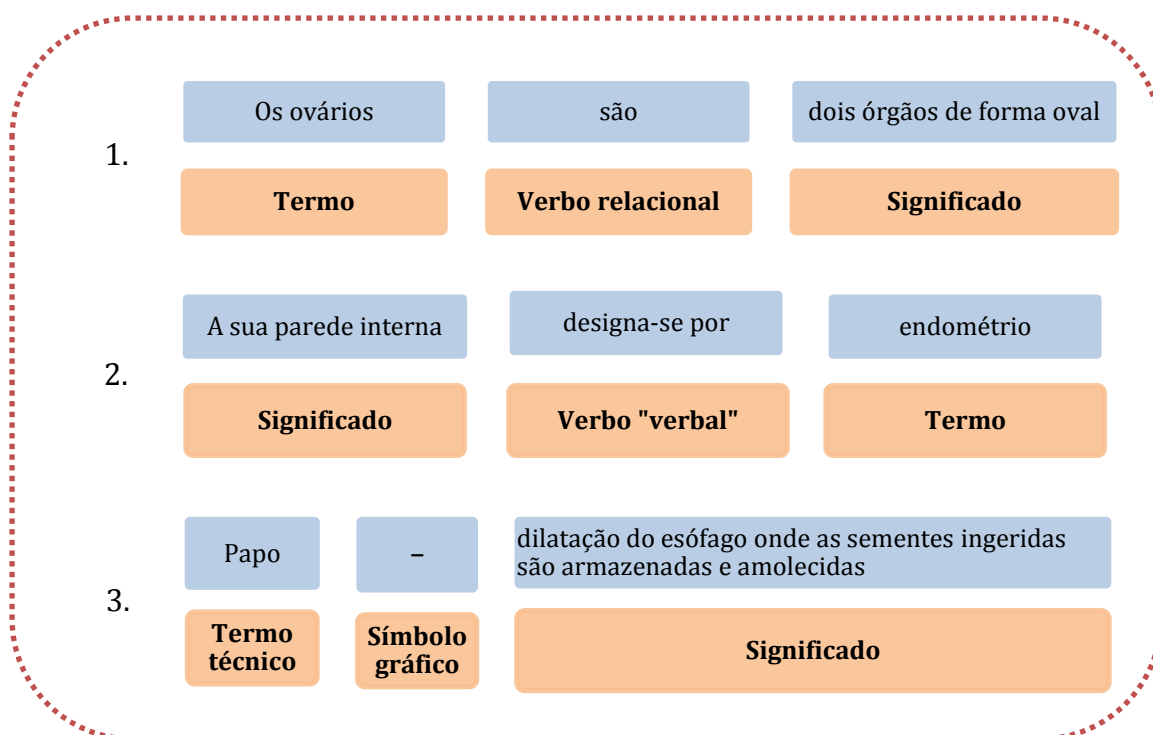 1.
Os ovários
são
dois órgãos de forma oval
Termo
Verbo relacional
Significado
2.
A sua parede interna
designa-se por
endométrio
Significado
Verbo "verbal"
Termo
3.
Papo
–
dilatação do esófago onde as sementes ingeridas
são armazenadas e amolecidas
Termo
técnico
Símbolo
gráfico
Significado